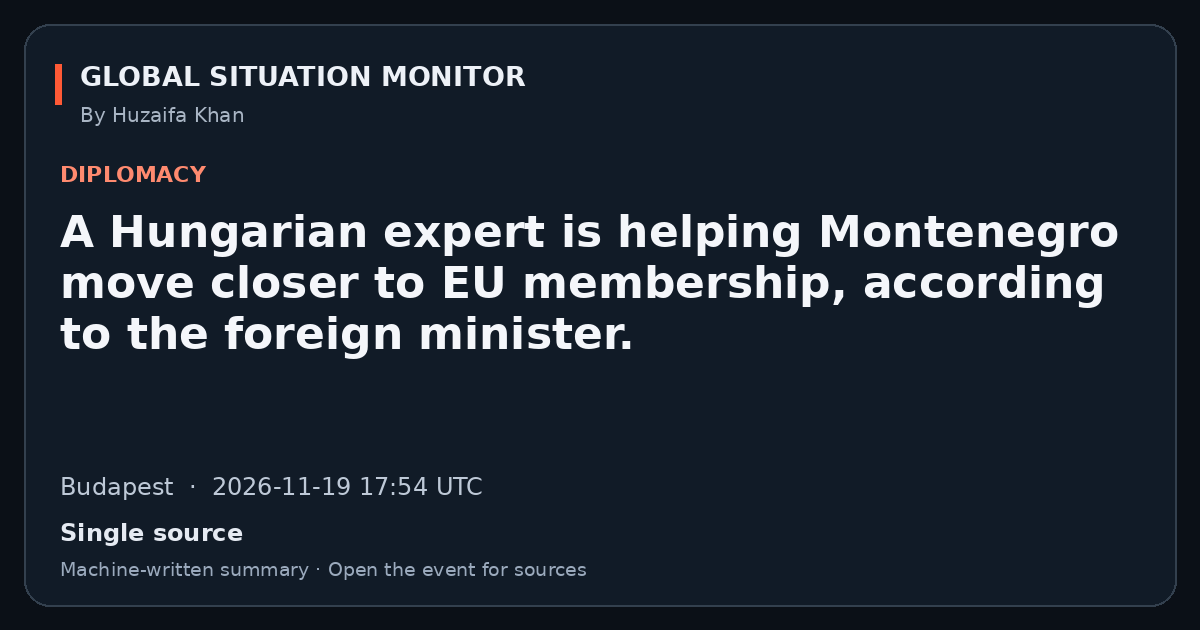 GLOBAL SITUATION MONITOR
By Huzaifa Khan
DIPLOMACY
A Hungarian expert is helping Montenegro
move closer to EU membership, according
to the foreign minister.
Budapest · 2026-11-19 17:54 UTC
Single source
Machine-written summary · Open the event for sources